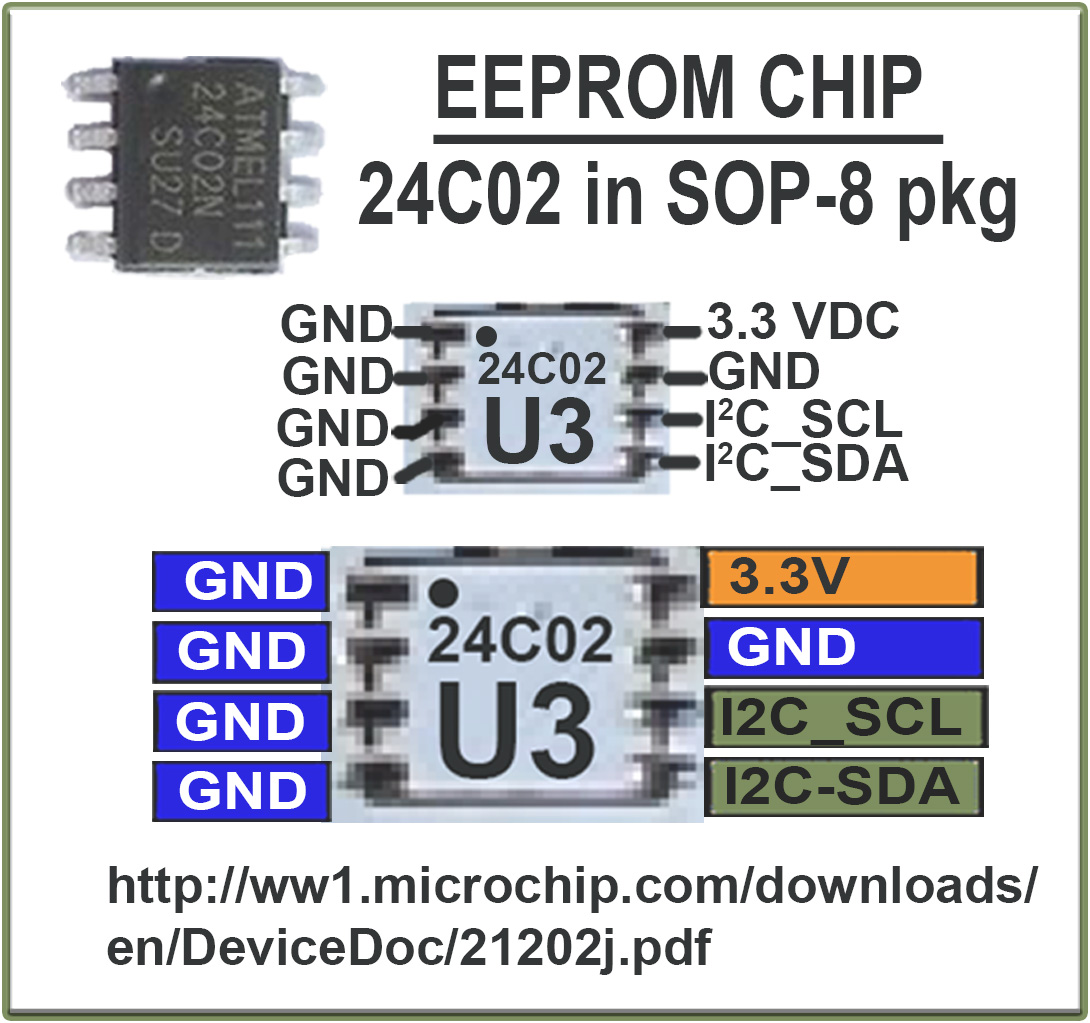 EEPROM CHIP
24C02 in SOP-8 pkg
ATMEL1111
24C02N
SU27 D
GND 3.3 VDC
GND GND
GND I²C_SCL
GND I²C_SDA
24C02
U3
GND 3.3V
GND GND
GND I2C_SCL
GND I2C-SDA
24C02
U3
http://ww1.microchip.com/downloads/
en/DeviceDoc/21202j.pdf